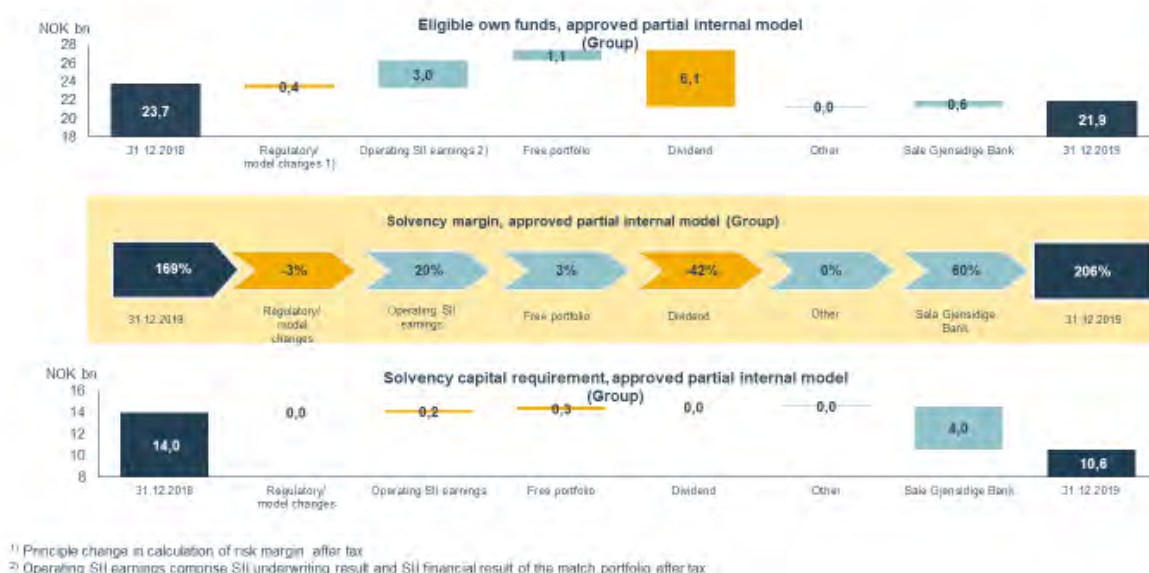 Eligible own funds, approved partial internal model
(Group)
NOK bn
28
26
24
22
20
18
23,7
0,4
3,0
1,1
6,1
0,0
0,6
21,9
31.12.2018
Regulatory/
model changes 1)
Operating SII earnings 2)
Free portfolio
Dividend
Other
Sale Gjensidige Bank
31.12.2019
Solvency margin, approved partial internal model (Group)
169%
-3%
20%
3%
-42%
0%
60%
206%
31.12.2019
Regulatory/
model
changes
Operating SII
earnings
Free portfolio
Dividend
Other
Sale Gjensidige
Bank
31.12.2019
NOK bn
Solvency capital requirement, approved partial internal model
(Group)
16
14
12
10
8
14,0
0,0
0,2
0,3
0,0
0,0
4,0
10,6
31.12.2018
Regulatory/
model changes
Operating SII earnings
Free portfolio
Dividend
Other
Sale Gjensidige Bank
31.12.2019
1) Principle change in calculation of risk margin after tax
2) Operating SII earnings comprise SII underwriting result and SII financial result of the match portfolio after tax